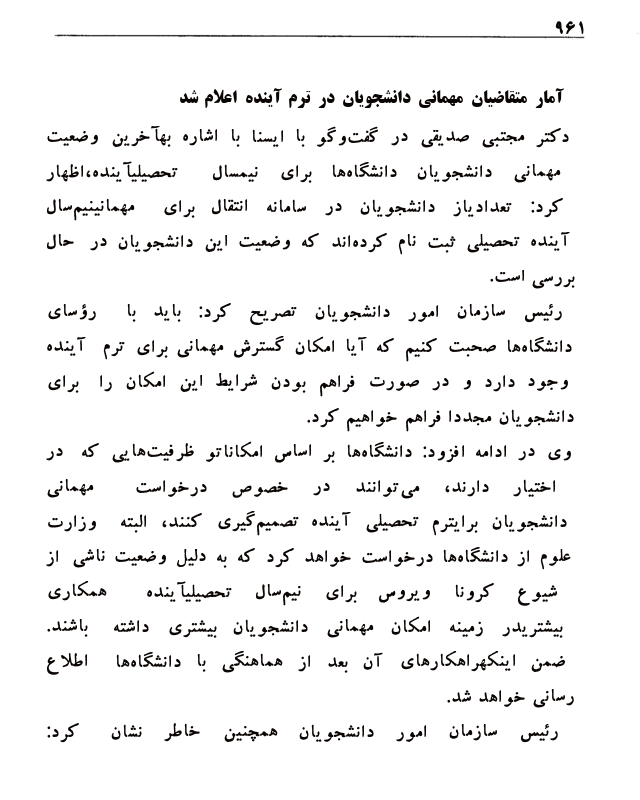 ۹۶۱
آمار متقاضیان مهمانی دانشجویان در ترم آینده اعلام شد
دکتر مجتبی صدیقی در گفت‌وگو با ایسنا با اشاره بهآخرین وضعیت
مهمانی دانشجویان دانشگاه‌ها برای نیمسال تحصیلیآینده،اظهار
کرد: تعدادیاز دانشجویان در سامانه انتقال برای مهمانینیم‌سال
آینده تحصیلی ثبت نام کرده‌اند که وضعیت این دانشجویان در حال
بررسی است.
رئیس سازمان امور دانشجویان تصریح کرد: باید با رؤسای
دانشگاه‌ها صحبت کنیم که آیا امکان گسترش مهمانی برای ترم آینده
وجود دارد و در صورت فراهم بودن شرایط این امکان را برای
دانشجویان مجددا فراهم خواهیم کرد.
وی در ادامه افزود: دانشگاه‌ها بر اساس امکاناتو ظرفیت‌هایی که در
اختیار دارند، می‌توانند در خصوص درخواست مهمانی
دانشجویان برایترم تحصیلی آینده تصمیم‌گیری کنند، البته وزارت
علوم از دانشگاه‌ها درخواست خواهد کرد که به دلیل وضعیت ناشی از
شیوع کرونا ویروس برای نیم‌سال تحصیلیآینده همکاری
بیشتریدر زمینه امکان مهمانی دانشجویان بیشتری داشته باشند.
ضمن اینکهراهکارهای آن بعد از هماهنگی با دانشگاه‌ها اطلاع
رسانی خواهد شد.
رئیس سازمان امور دانشجویان همچنین خاطر نشان کرد: